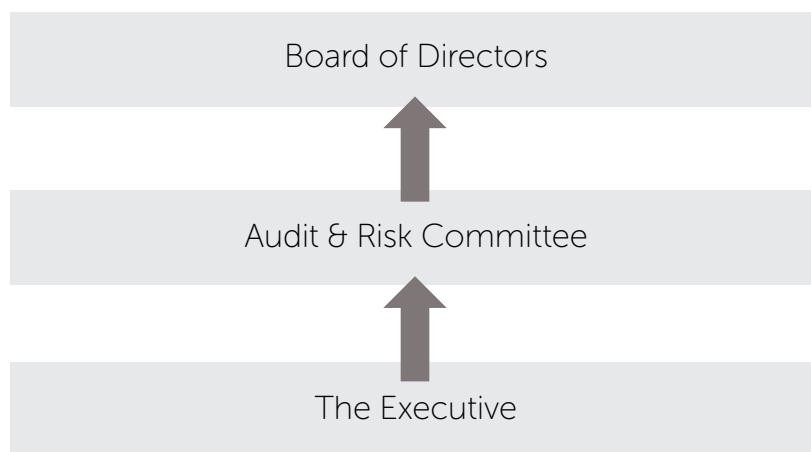 Board of Directors
Audit & Risk Committee
The Executive